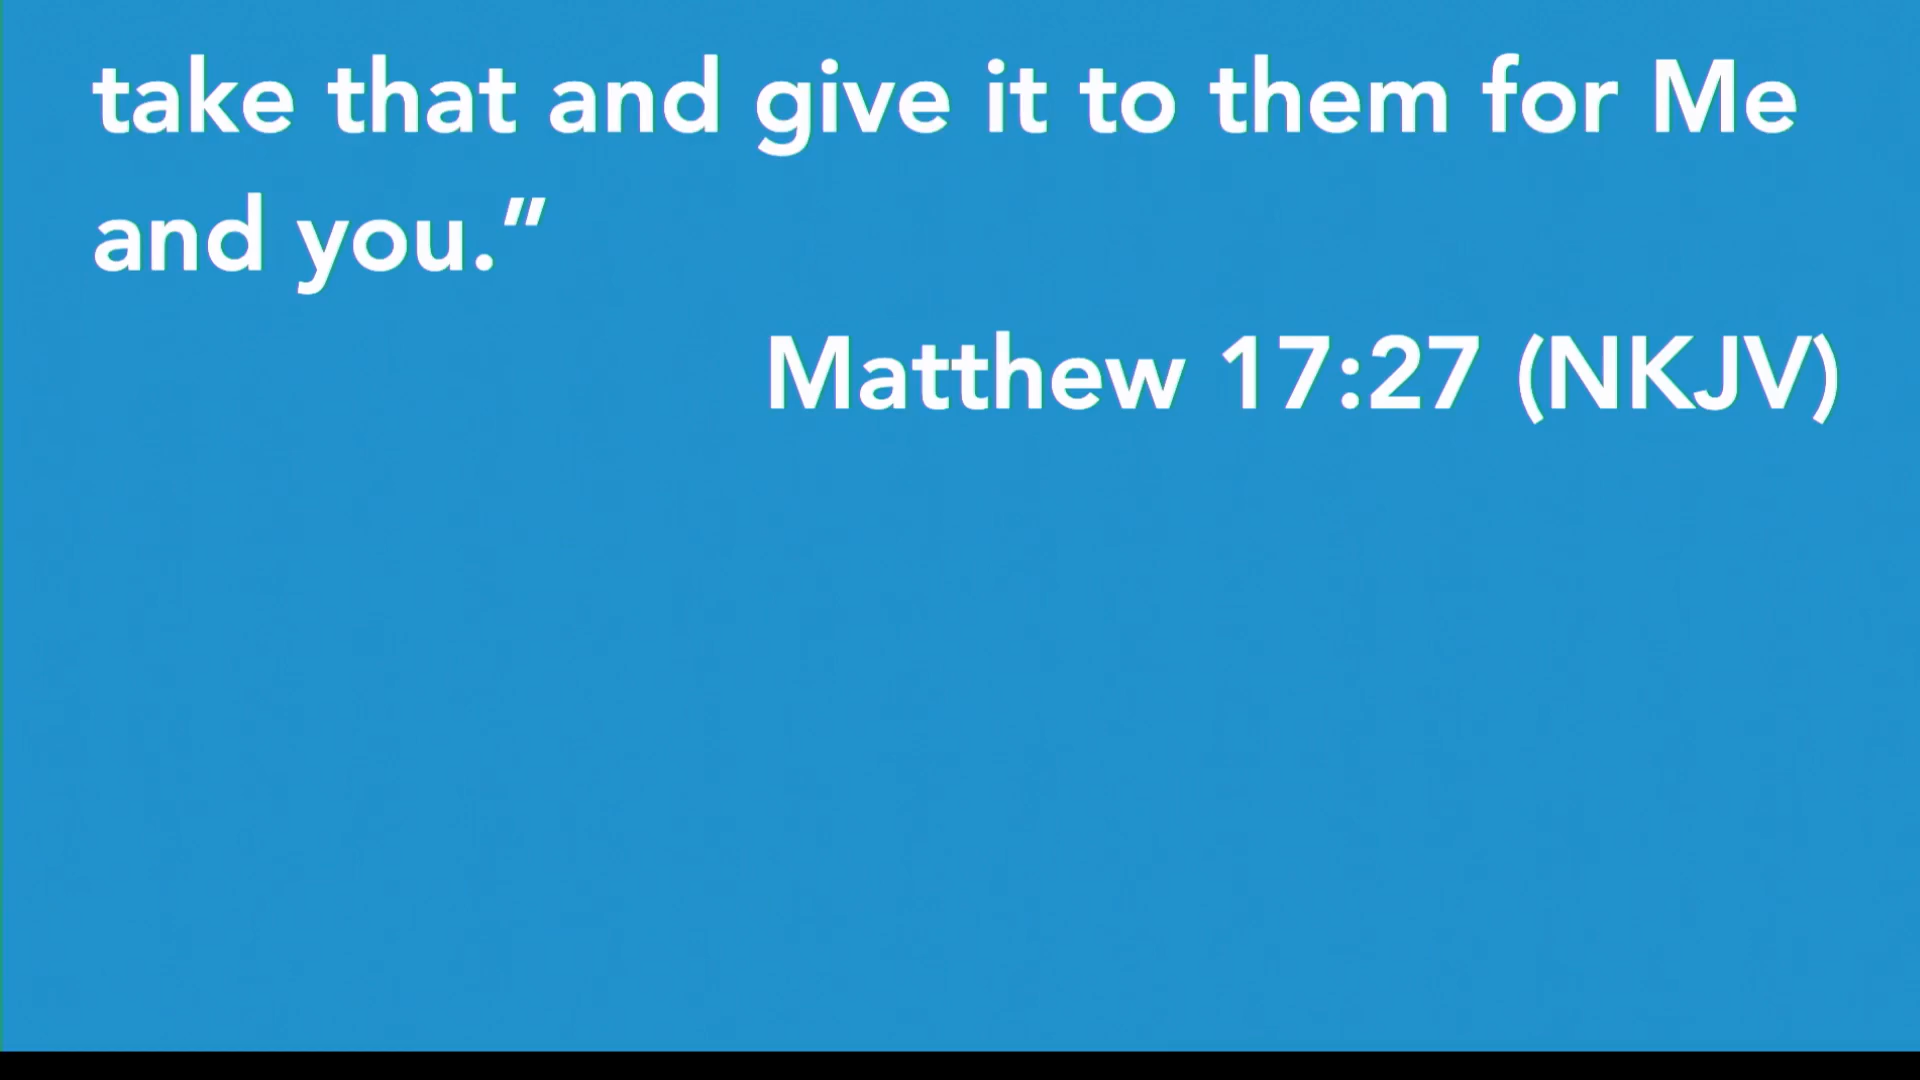 take that and give it to them for Me
and you.”
Matthew 17:27 (NKJV)